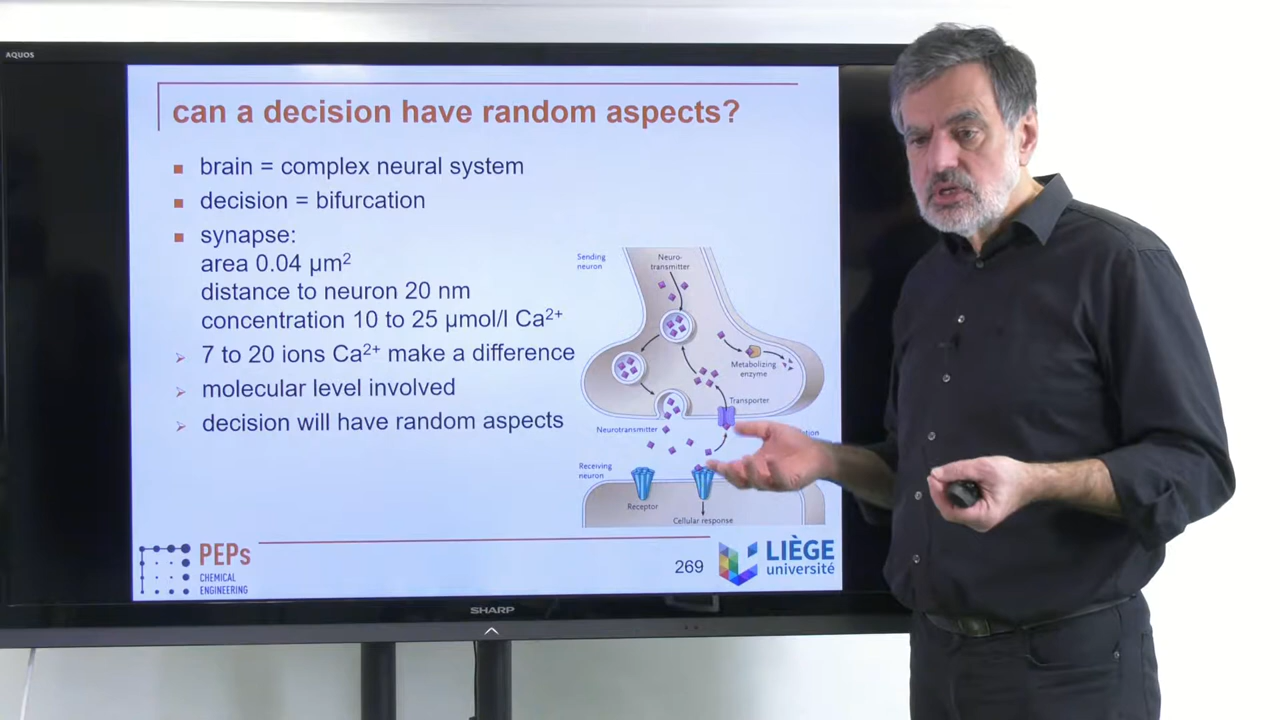 AQUOS
can a decision have random aspects?
brain = complex neural system
decision = bifurcation
synapse:
area 0.04 µm²
distance to neuron 20 nm
concentration 10 to 25 µmol/l Ca²⁺
7 to 20 ions Ca²⁺ make a difference
molecular level involved
decision will have random aspects
Sending
neuron
Neuro-
transmitter
Metabolizing
enzyme
Transporter
Neurotransmitter
Receiving
neuron
Receptor
Cellular response
PEPs
CHEMICAL
ENGINEERING
269
LIÈGE
université
SHARP